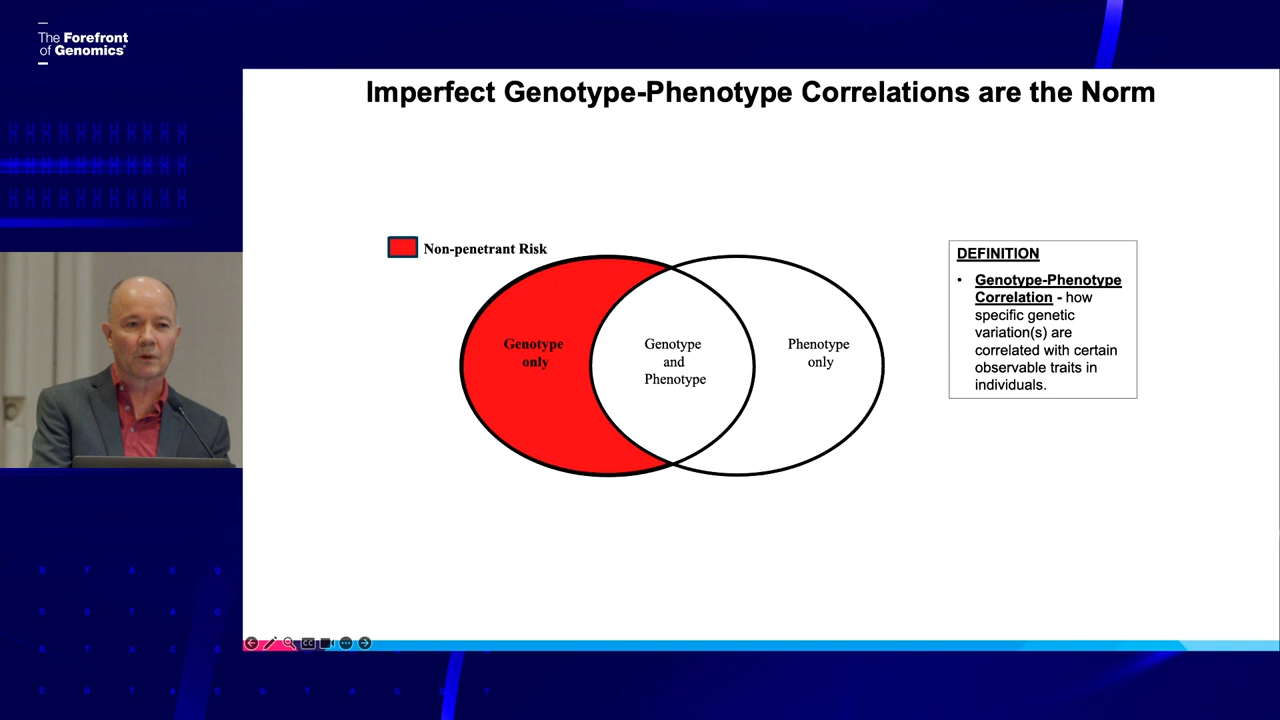 The Forefront
of Genomics®
Imperfect Genotype-Phenotype Correlations are the Norm
Non-penetrant Risk
Genotype
only
Genotype
and
Phenotype
Phenotype
only
DEFINITION
• Genotype-Phenotype
Correlation - how
specific genetic
variation(s) are
correlated with certain
observable traits in
individuals.
CC